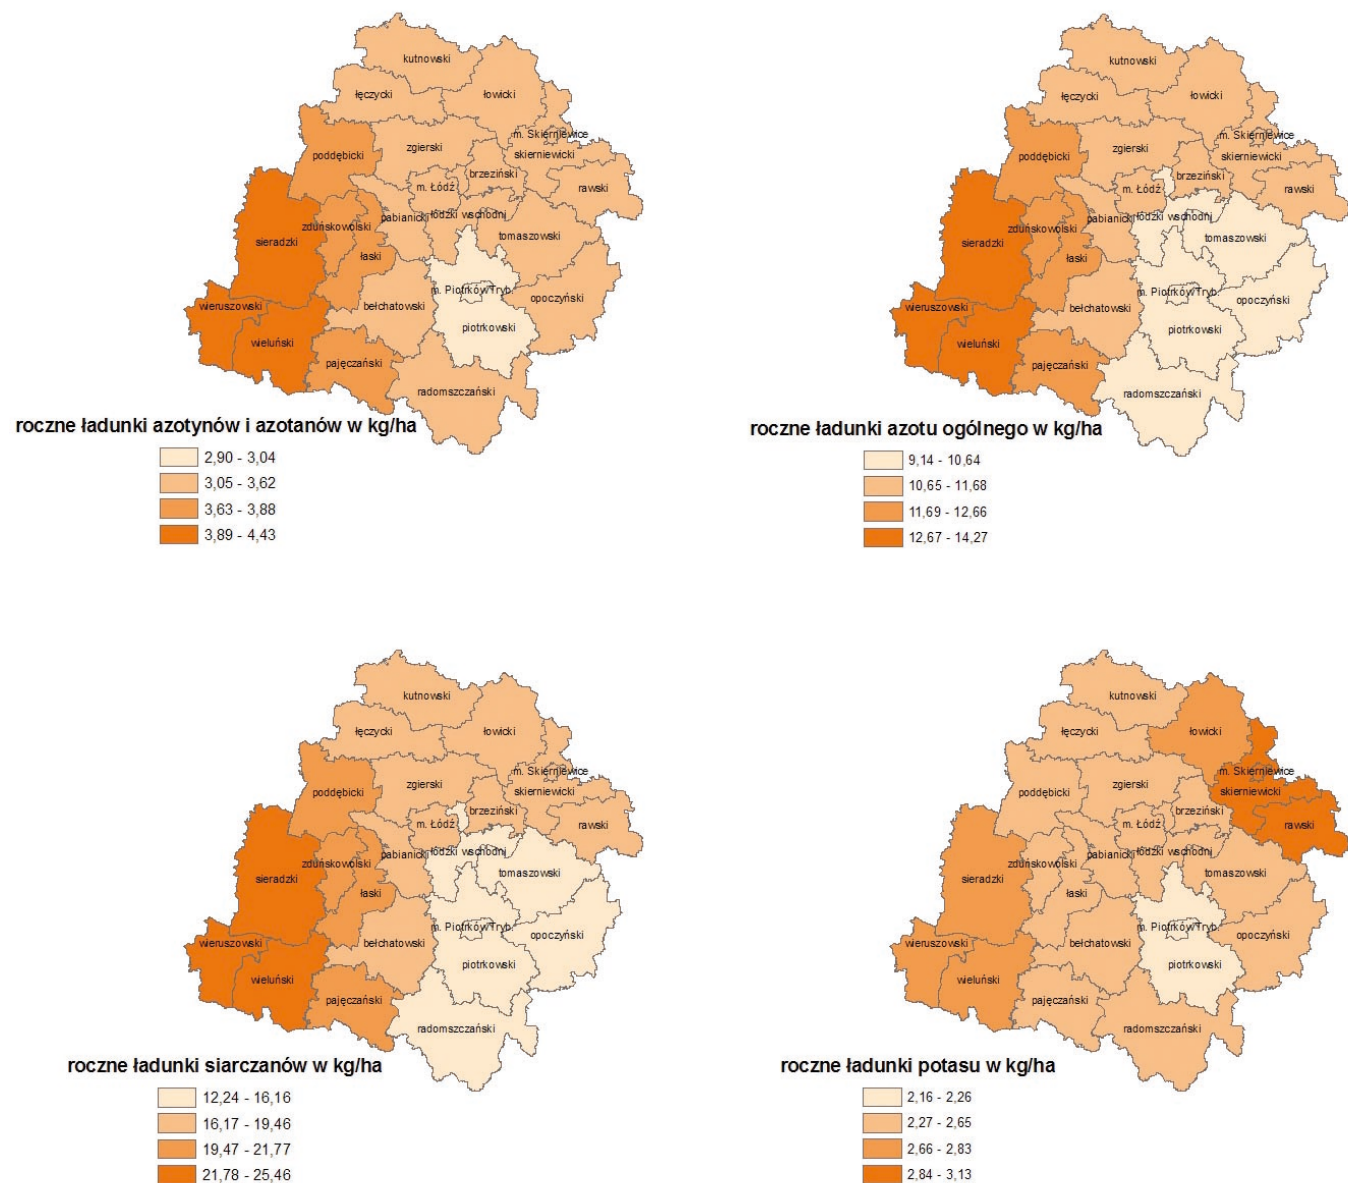 kutnowski
łęczycki
łowicki
m. Skierniewice
poddębicki
zgierski
skierniewicki
brzeziński
rawski
m. Łódź
pabianicki
łódzki wschodni
zduńskowolski
tomaszowski
sieradzki
łaski
m. Piotrków Tryb.
opoczyński
wieruszowski
bełchatowski
piotrkowski
wieluński
pajęczański
radomszczański
roczne ładunki azotynów i azotanów w kg/ha
2,90 - 3,04
3,05 - 3,62
3,63 - 3,88
3,89 - 4,43
kutnowski
łęczycki
łowicki
m. Skierniewice
poddębicki
zgierski
skierniewicki
brzeziński
rawski
m. Łódź
pabianicki
łódzki wschodni
zduńskowolski
tomaszowski
sieradzki
łaski
m. Piotrków Tryb.
opoczyński
wieruszowski
bełchatowski
piotrkowski
wieluński
pajęczański
radomszczański
roczne ładunki azotu ogólnego w kg/ha
9,14 - 10,64
10,65 - 11,68
11,69 - 12,66
12,67 - 14,27
kutnowski
łęczycki
łowicki
m. Skierniewice
poddębicki
zgierski
skierniewicki
brzeziński
rawski
m. Łódź
pabianicki
łódzki wschodni
zduńskowolski
tomaszowski
sieradzki
łaski
m. Piotrków Tryb.
opoczyński
wieruszowski
bełchatowski
piotrkowski
wieluński
pajęczański
radomszczański
roczne ładunki siarczanów w kg/ha
12,24 - 16,16
16,17 - 19,46
19,47 - 21,77
21,78 - 25,46
kutnowski
łęczycki
łowicki
m. Skierniewice
poddębicki
zgierski
skierniewicki
brzeziński
rawski
m. Łódź
pabianicki
łódzki wschodni
zduńskowolski
tomaszowski
sieradzki
łaski
m. Piotrków Tryb.
opoczyński
wieruszowski
bełchatowski
piotrkowski
wieluński
pajęczański
radomszczański
roczne ładunki potasu w kg/ha
2,16 - 2,26
2,27 - 2,65
2,66 - 2,83
2,84 - 3,13